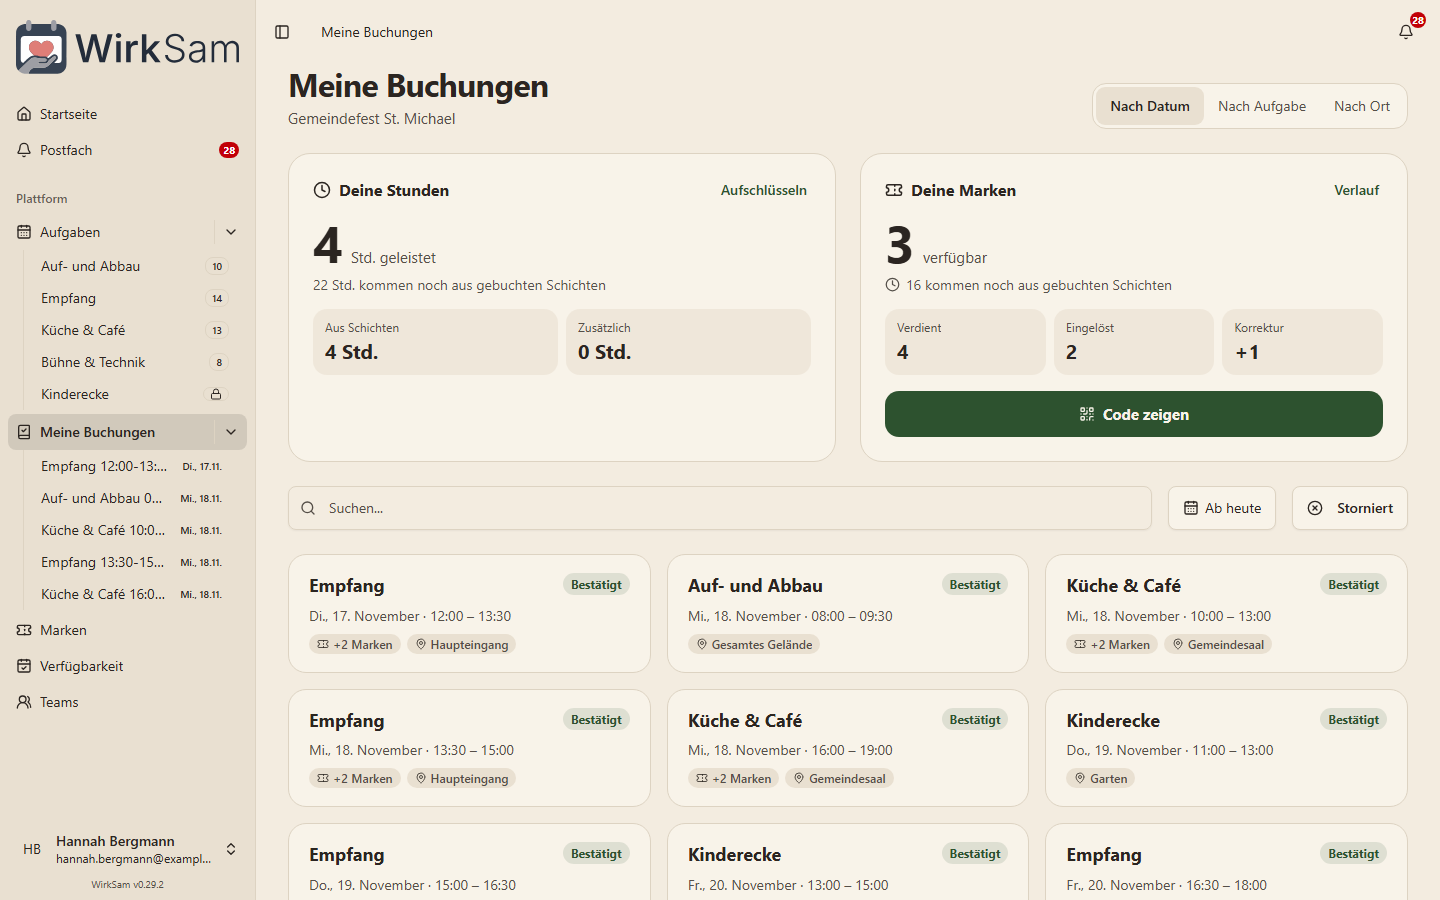 WirkSam
Startseite
Postfach 28
Plattform
Aufgaben
Auf- und Abbau 10
Empfang 14
Küche & Café 13
Bühne & Technik 8
Kinderecke
Meine Buchungen
Empfang 12:00-13:... Di., 17.11.
Auf- und Abbau 0... Mi., 18.11.
Küche & Café 10:0... Mi., 18.11.
Empfang 13:30-15... Mi., 18.11.
Küche & Café 16:0... Mi., 18.11.
Marken
Verfügbarkeit
Teams
HB
Hannah Bergmann
hannah.bergmann@exampl...
WirkSam v0.29.2
Meine Buchungen
28
Meine Buchungen
Gemeindefest St. Michael
Nach Datum Nach Aufgabe Nach Ort
Deine Stunden Aufschlüsseln
4 Std. geleistet
22 Std. kommen noch aus gebuchten Schichten
Aus Schichten
4 Std.
Zusätzlich
0 Std.
Deine Marken Verlauf
3 verfügbar
16 kommen noch aus gebuchten Schichten
Verdient
4
Eingelöst
2
Korrektur
+1
Code zeigen
Suchen...
Ab heute
Storniert
Empfang Bestätigt
Di., 17. November · 12:00 – 13:30
+2 Marken Haupteingang
Auf- und Abbau Bestätigt
Mi., 18. November · 08:00 – 09:30
Gesamtes Gelände
Küche & Café Bestätigt
Mi., 18. November · 10:00 – 13:00
+2 Marken Gemeindesaal
Empfang Bestätigt
Mi., 18. November · 13:30 – 15:00
+2 Marken Haupteingang
Küche & Café Bestätigt
Mi., 18. November · 16:00 – 19:00
+2 Marken Gemeindesaal
Kinderecke Bestätigt
Do., 19. November · 11:00 – 13:00
Garten
Empfang Bestätigt
Do., 19. November · 15:00 – 16:30
Kinderecke Bestätigt
Fr., 20. November · 13:00 – 15:00
Empfang Bestätigt
Fr., 20. November · 16:30 – 18:00